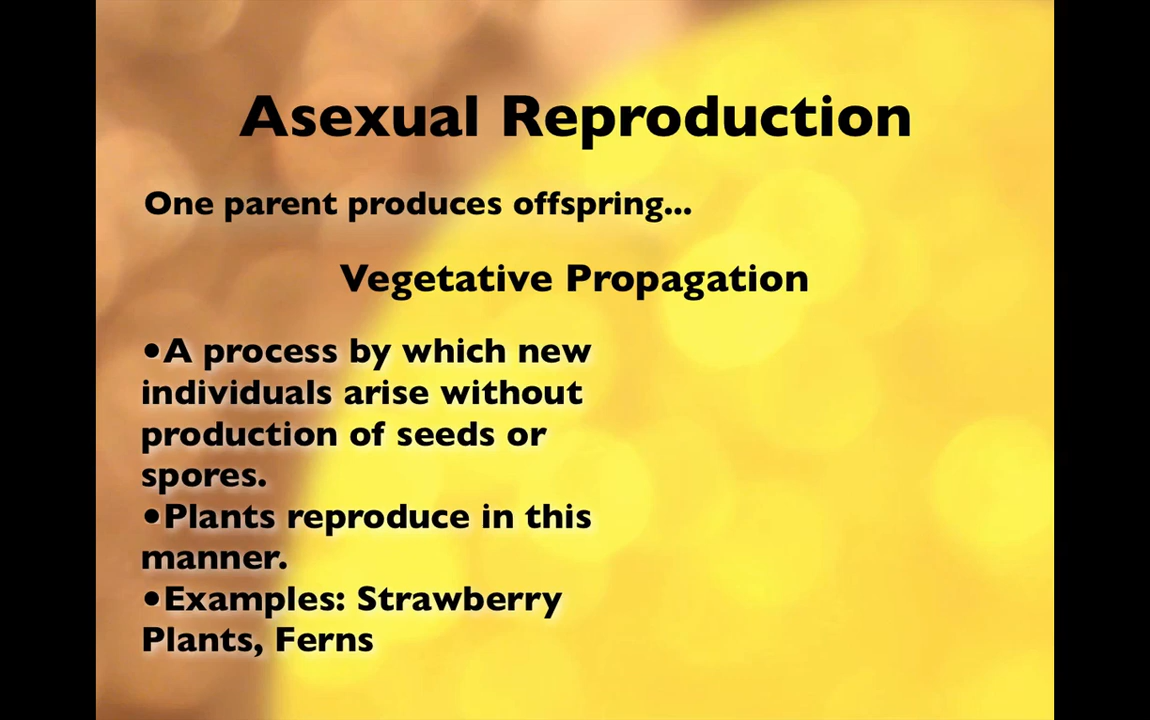 Asexual Reproduction
One parent produces offspring...
Vegetative Propagation
•A process by which new
individuals arise without
production of seeds or
spores.
•Plants reproduce in this
manner.
•Examples: Strawberry
Plants, Ferns